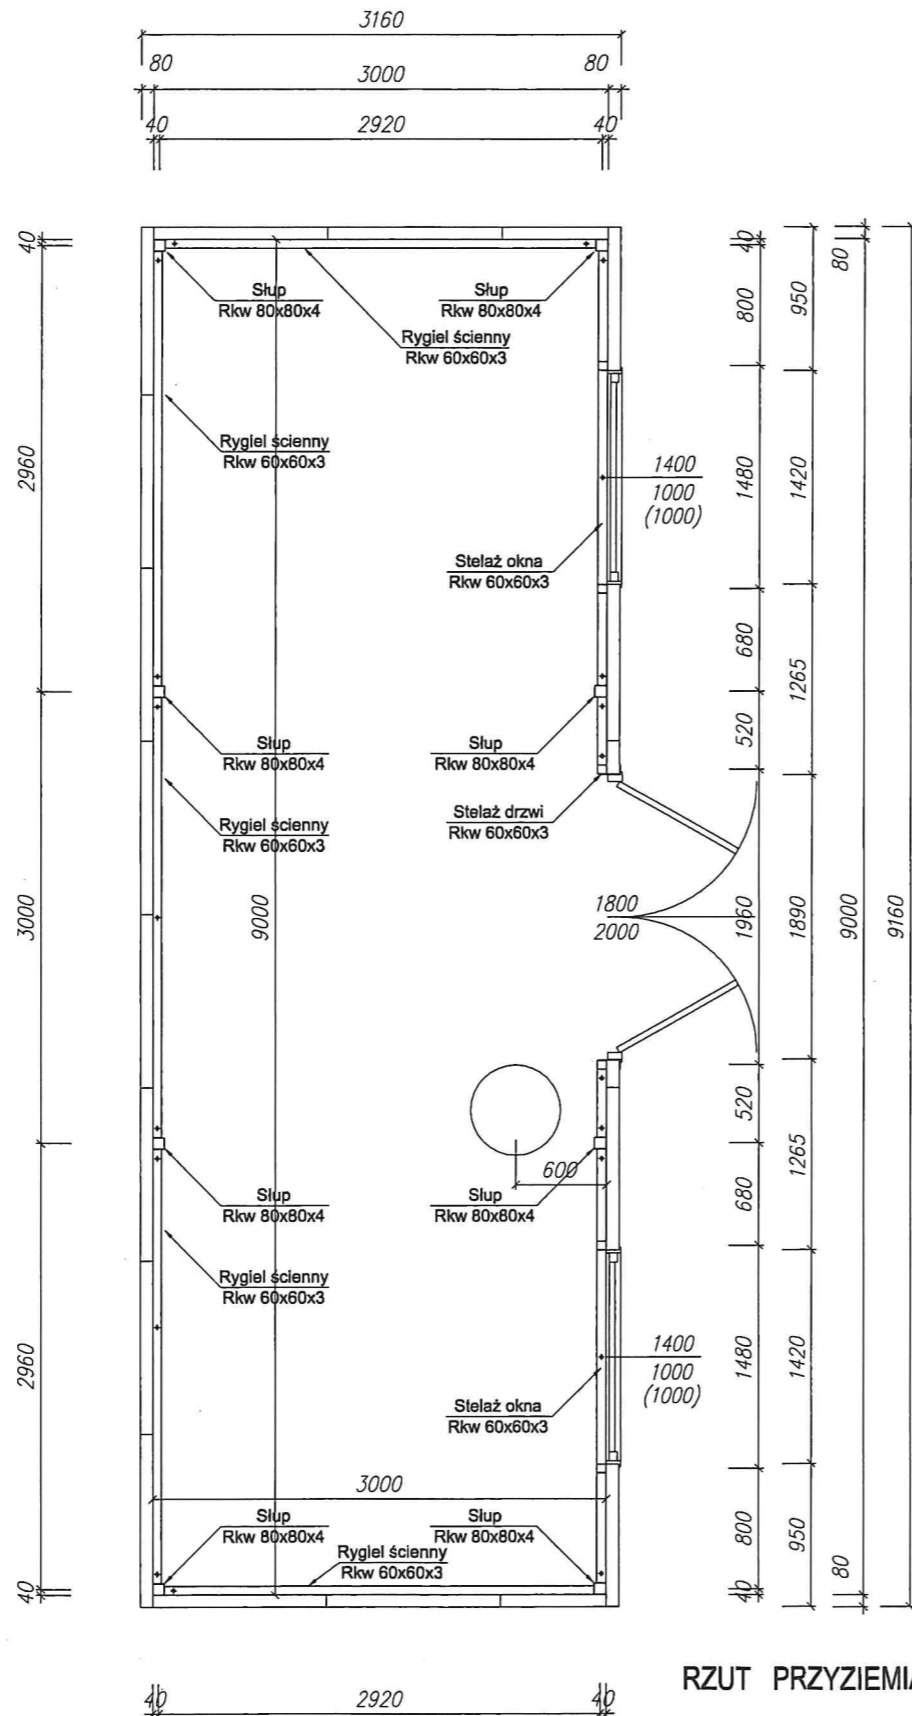 3160
80 3000 80
40 2920 40
40
2960
3000
2960
40
Słup
Rkw 80x80x4
Słup
Rkw 80x80x4
Rygiel ścienny
Rkw 60x60x3
Rygiel ścienny
Rkw 60x60x3
1400
1000
(1000)
Stelaż okna
Rkw 60x60x3
Słup
Rkw 80x80x4
Słup
Rkw 80x80x4
Rygiel ścienny
Rkw 60x60x3
Stelaż drzwi
Rkw 60x60x3
9000
1800
2000
600
Słup
Rkw 80x80x4
Słup
Rkw 80x80x4
Rygiel ścienny
Rkw 60x60x3
1400
1000
(1000)
Stelaż okna
Rkw 60x60x3
3000
Słup
Rkw 80x80x4
Słup
Rkw 80x80x4
Rygiel ścienny
Rkw 60x60x3
40
800
1480
680
520
1960
520
680
1480
800
40
950
1420
1265
1890
1265
1420
950
80
9000
80
9160
RZUT PRZYZIEMIA
40 2920 40